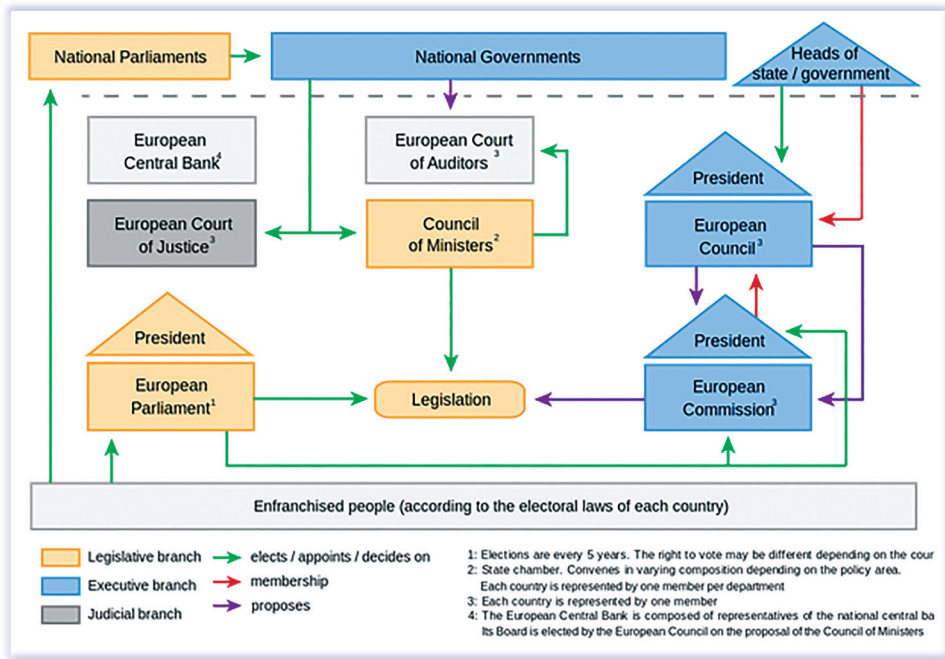 National Parliaments
National Governments
Heads of
state / government
European
Central Bank4
European Court
of Auditors 3
President
European Court
of Justice3
Council
of Ministers2
European
Council3
President
President
European
Parliament1
Legislation
European
Commission3
Enfranchised people (according to the electoral laws of each country)
Legislative branch
Executive branch
Judicial branch
elects / appoints / decides on
membership
proposes
1: Elections are every 5 years. The right to vote may be different depending on the cour
2: State chamber. Convenes in varying composition depending on the policy area.
Each country is represented by one member per department
3: Each country is represented by one member
4: The European Central Bank is composed of representatives of the national central ba
Its Board is elected by the European Council on the proposal of the Council of Ministers